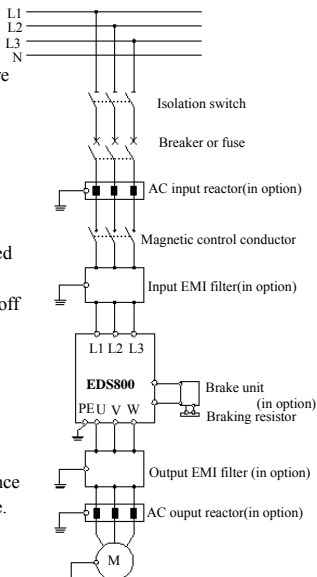 L1
L2
L3
N
re
Isolation switch
Breaker or fuse
AC input reactor(in option)
Magnetic control conductor
ed
Input EMI filter(in option)
off
L1 L2 L3
EDS800
Brake unit
(in option)
Braking resistor
PE U V W
Output EMI filter (in option)
nce
AC ouput reactor(in option)
e.
M